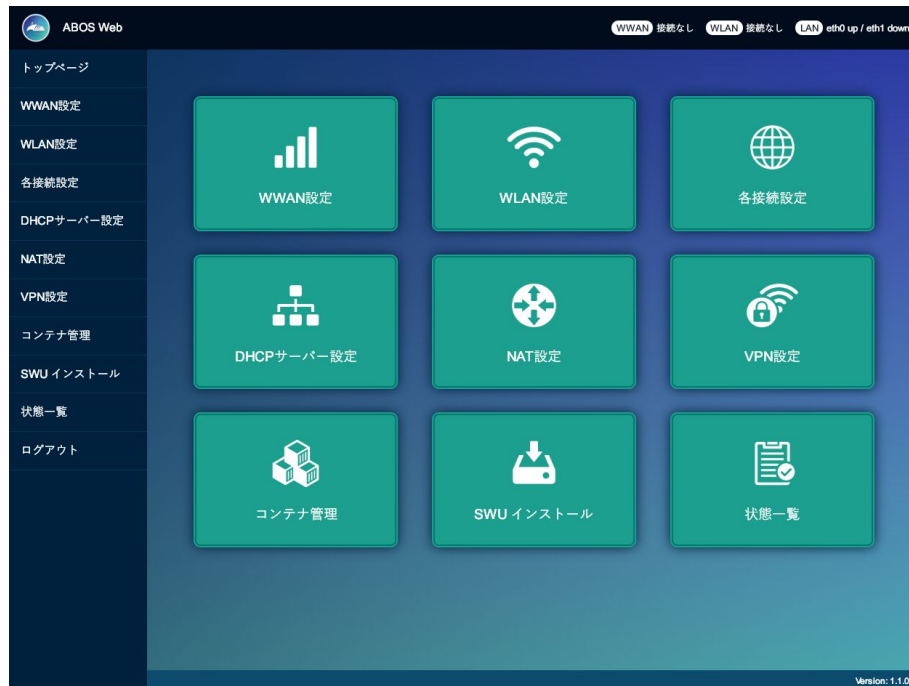 ABOS Web
WWAN 接続なし WLAN 接続なし LAN eth0 up / eth1 down
トップページ
WWAN設定
WLAN設定
各接続設定
DHCPサーバー設定
NAT設定
VPN設定
コンテナ管理
SWU インストール
状態一覧
ログアウト
WWAN設定
WLAN設定
各接続設定
DHCPサーバー設定
NAT設定
VPN設定
コンテナ管理
SWU インストール
状態一覧
Version: 1.1.0